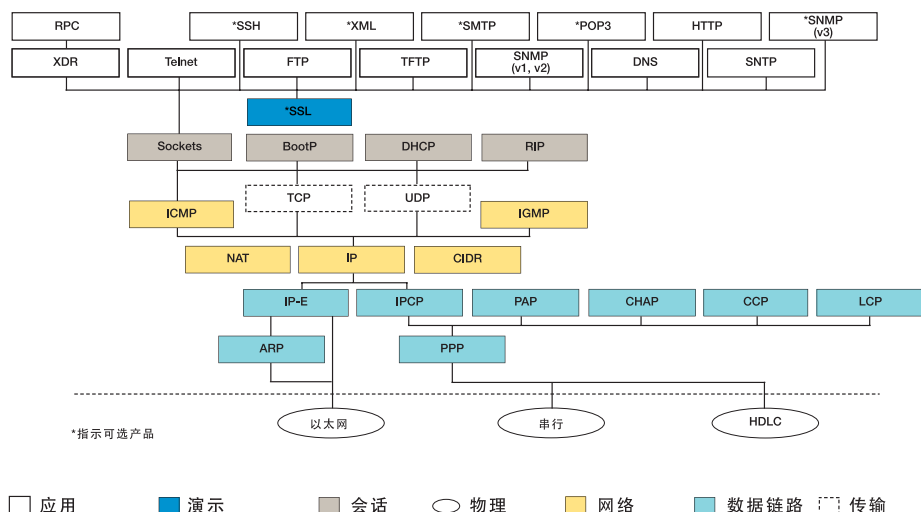 RPC
*SSH
*XML
*SMTP
*POP3
HTTP
*SNMP
(v3)
XDR
Telnet
FTP
TFTP
SNMP
(v1, v2)
DNS
SNTP
*SSL
Sockets
BootP
DHCP
RIP
TCP
UDP
ICMP
IGMP
NAT
IP
CIDR
IP-E
IPCP
PAP
CHAP
CCP
LCP
ARP
PPP
以太网
串行
HDLC
*指示可选产品
应用
演示
会话
物理
网络
数据链路
传输